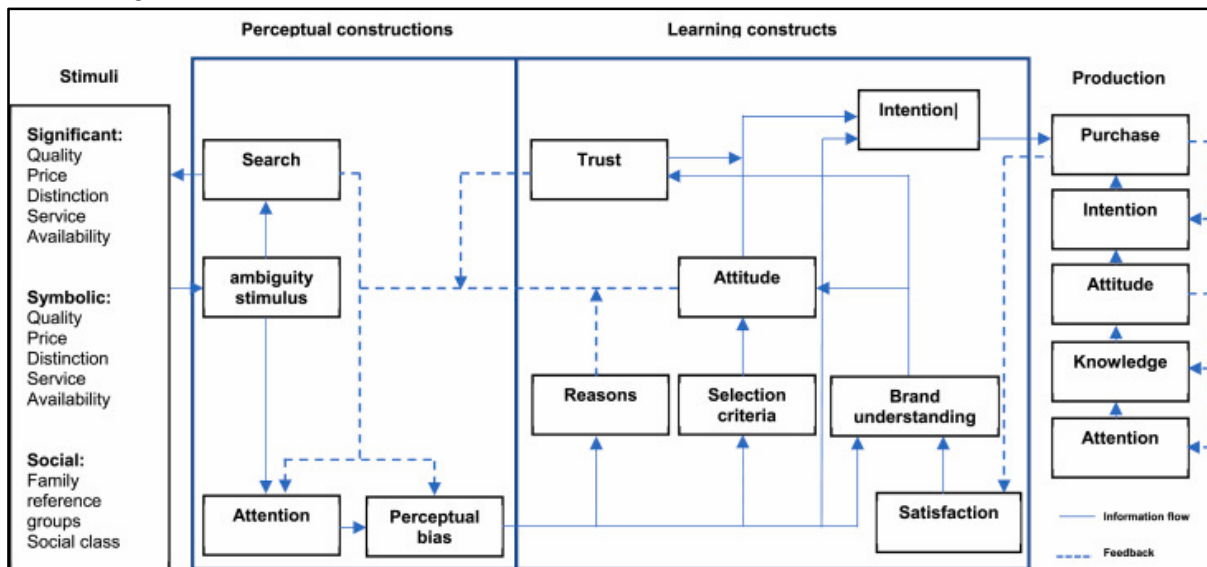 Perceptual constructions
Learning constructs
Stimuli
Production
Significant:
Quality
Price
Distinction
Service
Availability
Symbolic:
Quality
Price
Distinction
Service
Availability
Social:
Family
reference
groups
Social class
Search
ambiguity
stimulus
Attention
Perceptual
bias
Trust
Intention|
Attitude
Reasons
Selection
criteria
Brand
understanding
Satisfaction
Purchase
Intention
Attitude
Knowledge
Attention
Information flow
Feedback